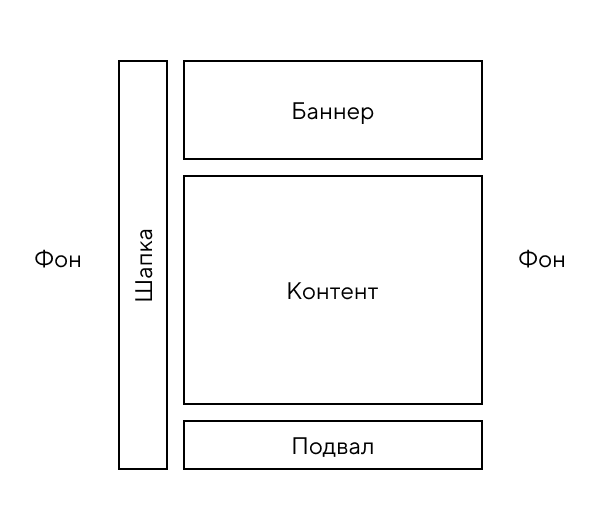 Баннер
Фон
Шапка
Контент
Фон
Подвал